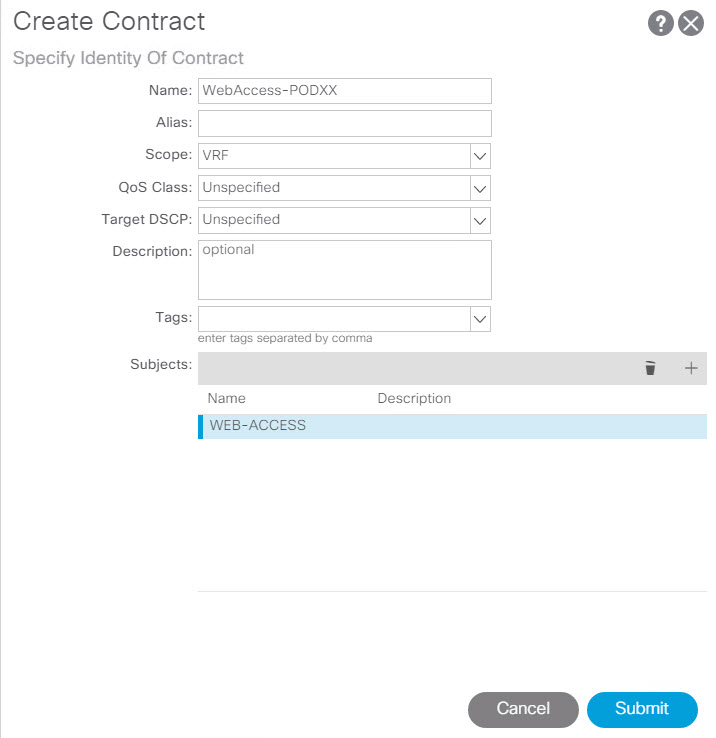 Create Contract
Specify Identity Of Contract
Name: WebAccess-PODXX
Alias:
Scope: VRF
QoS Class: Unspecified
Target DSCP: Unspecified
Description: optional
Tags:
enter tags separated by comma
Subjects:
Name Description
WEB-ACCESS
Cancel Submit